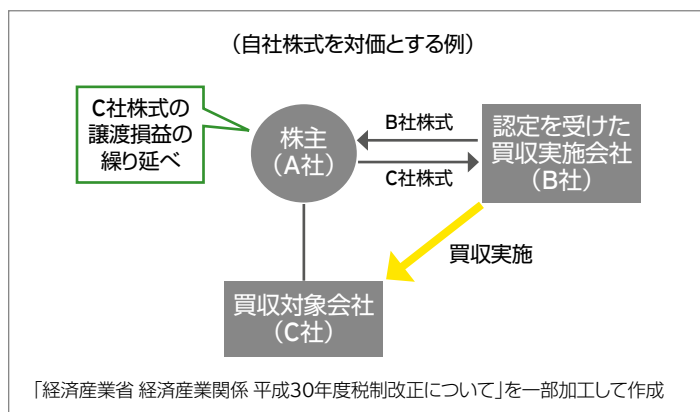 （自社株式を対価とする例）
C社株式の
譲渡損益の
繰り延べ
株主
（A社）
B社株式
C社株式
認定を受けた
買収実施会社
（B社）
買収実施
買収対象会社
（C社）
「経済産業省 経済産業関係 平成30年度税制改正について」を一部加工して作成